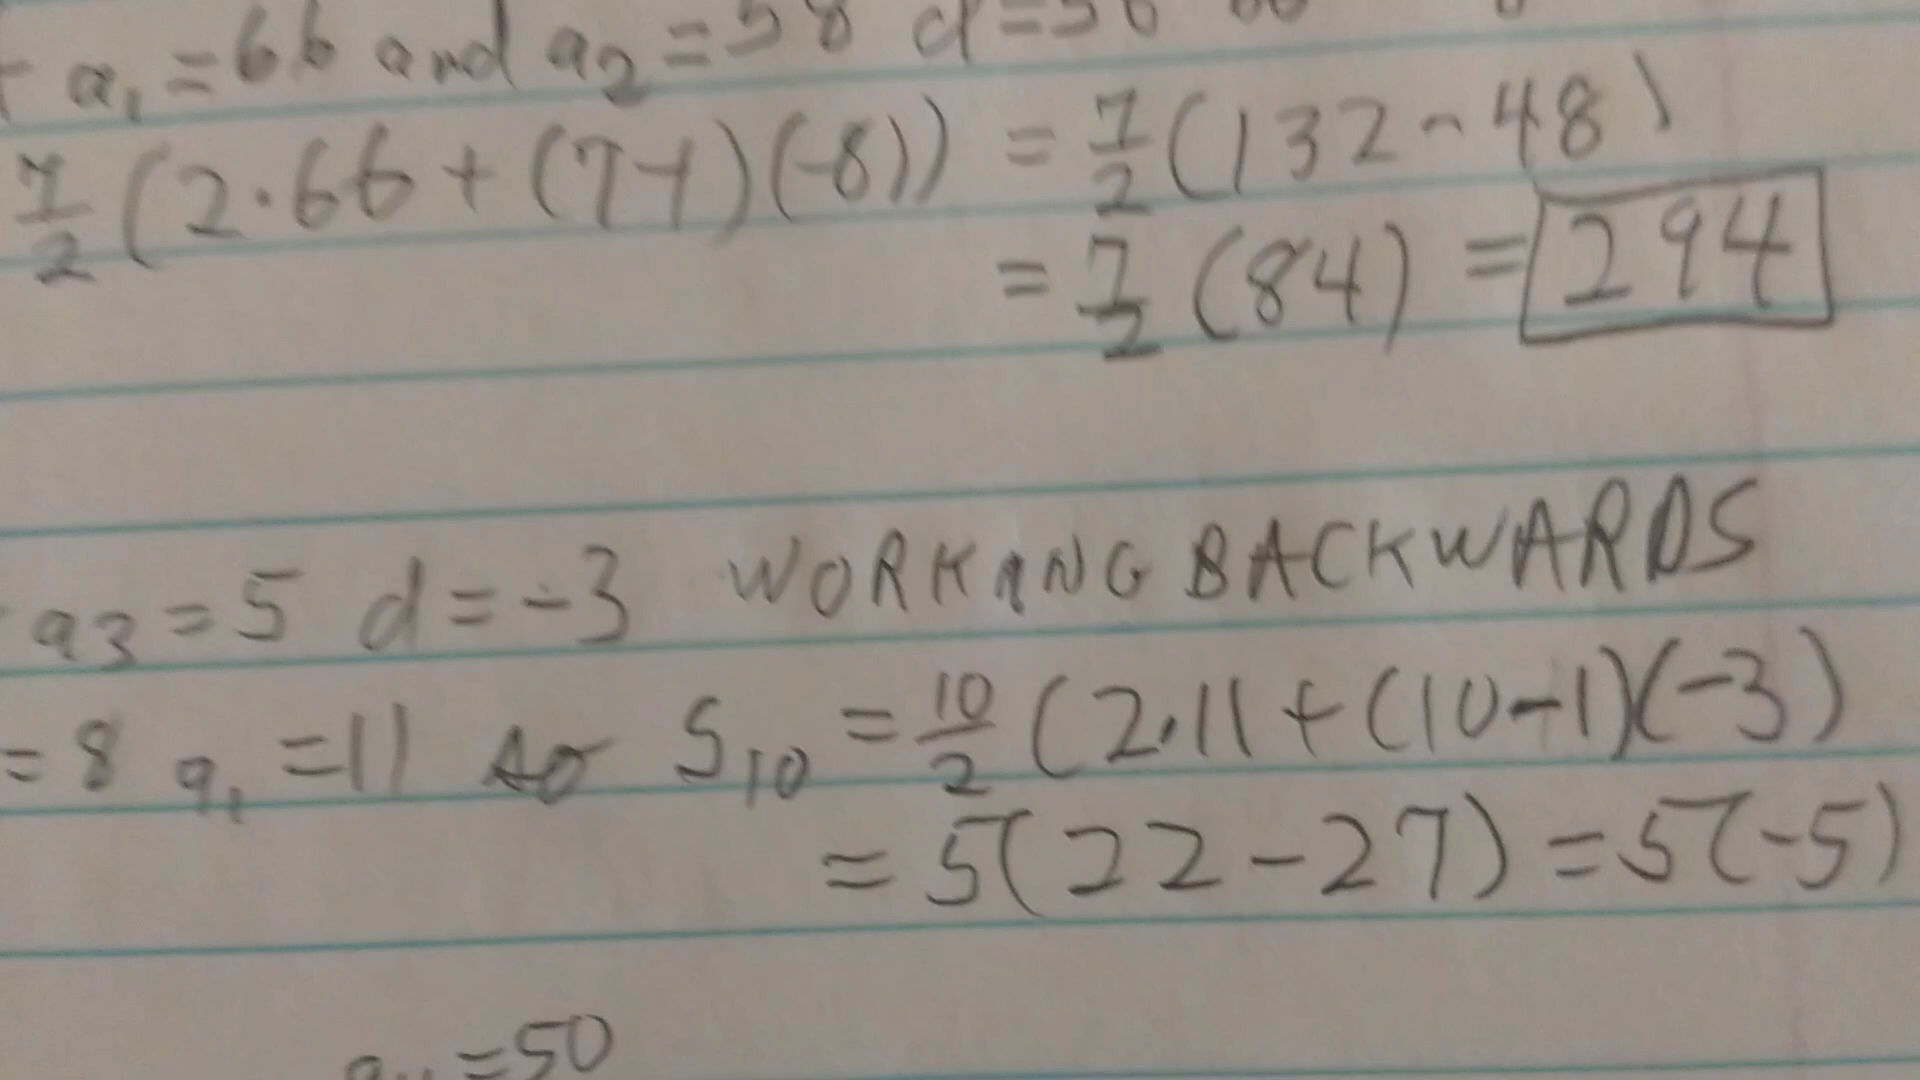 a₁ = 66 and a₂ = 58 d =
7/2 (2·66 + (7-1)(-8)) = 7/2 (132 - 48)
= 7/2 (84) = 294
a3 = 5 d = -3 WORKING BACKWARDS
= 8 a₁ = 11 so S₁₀ = 10/2 (2·11 + (10-1)(-3)
= 5(22 - 27) = 5(-5)
= 50